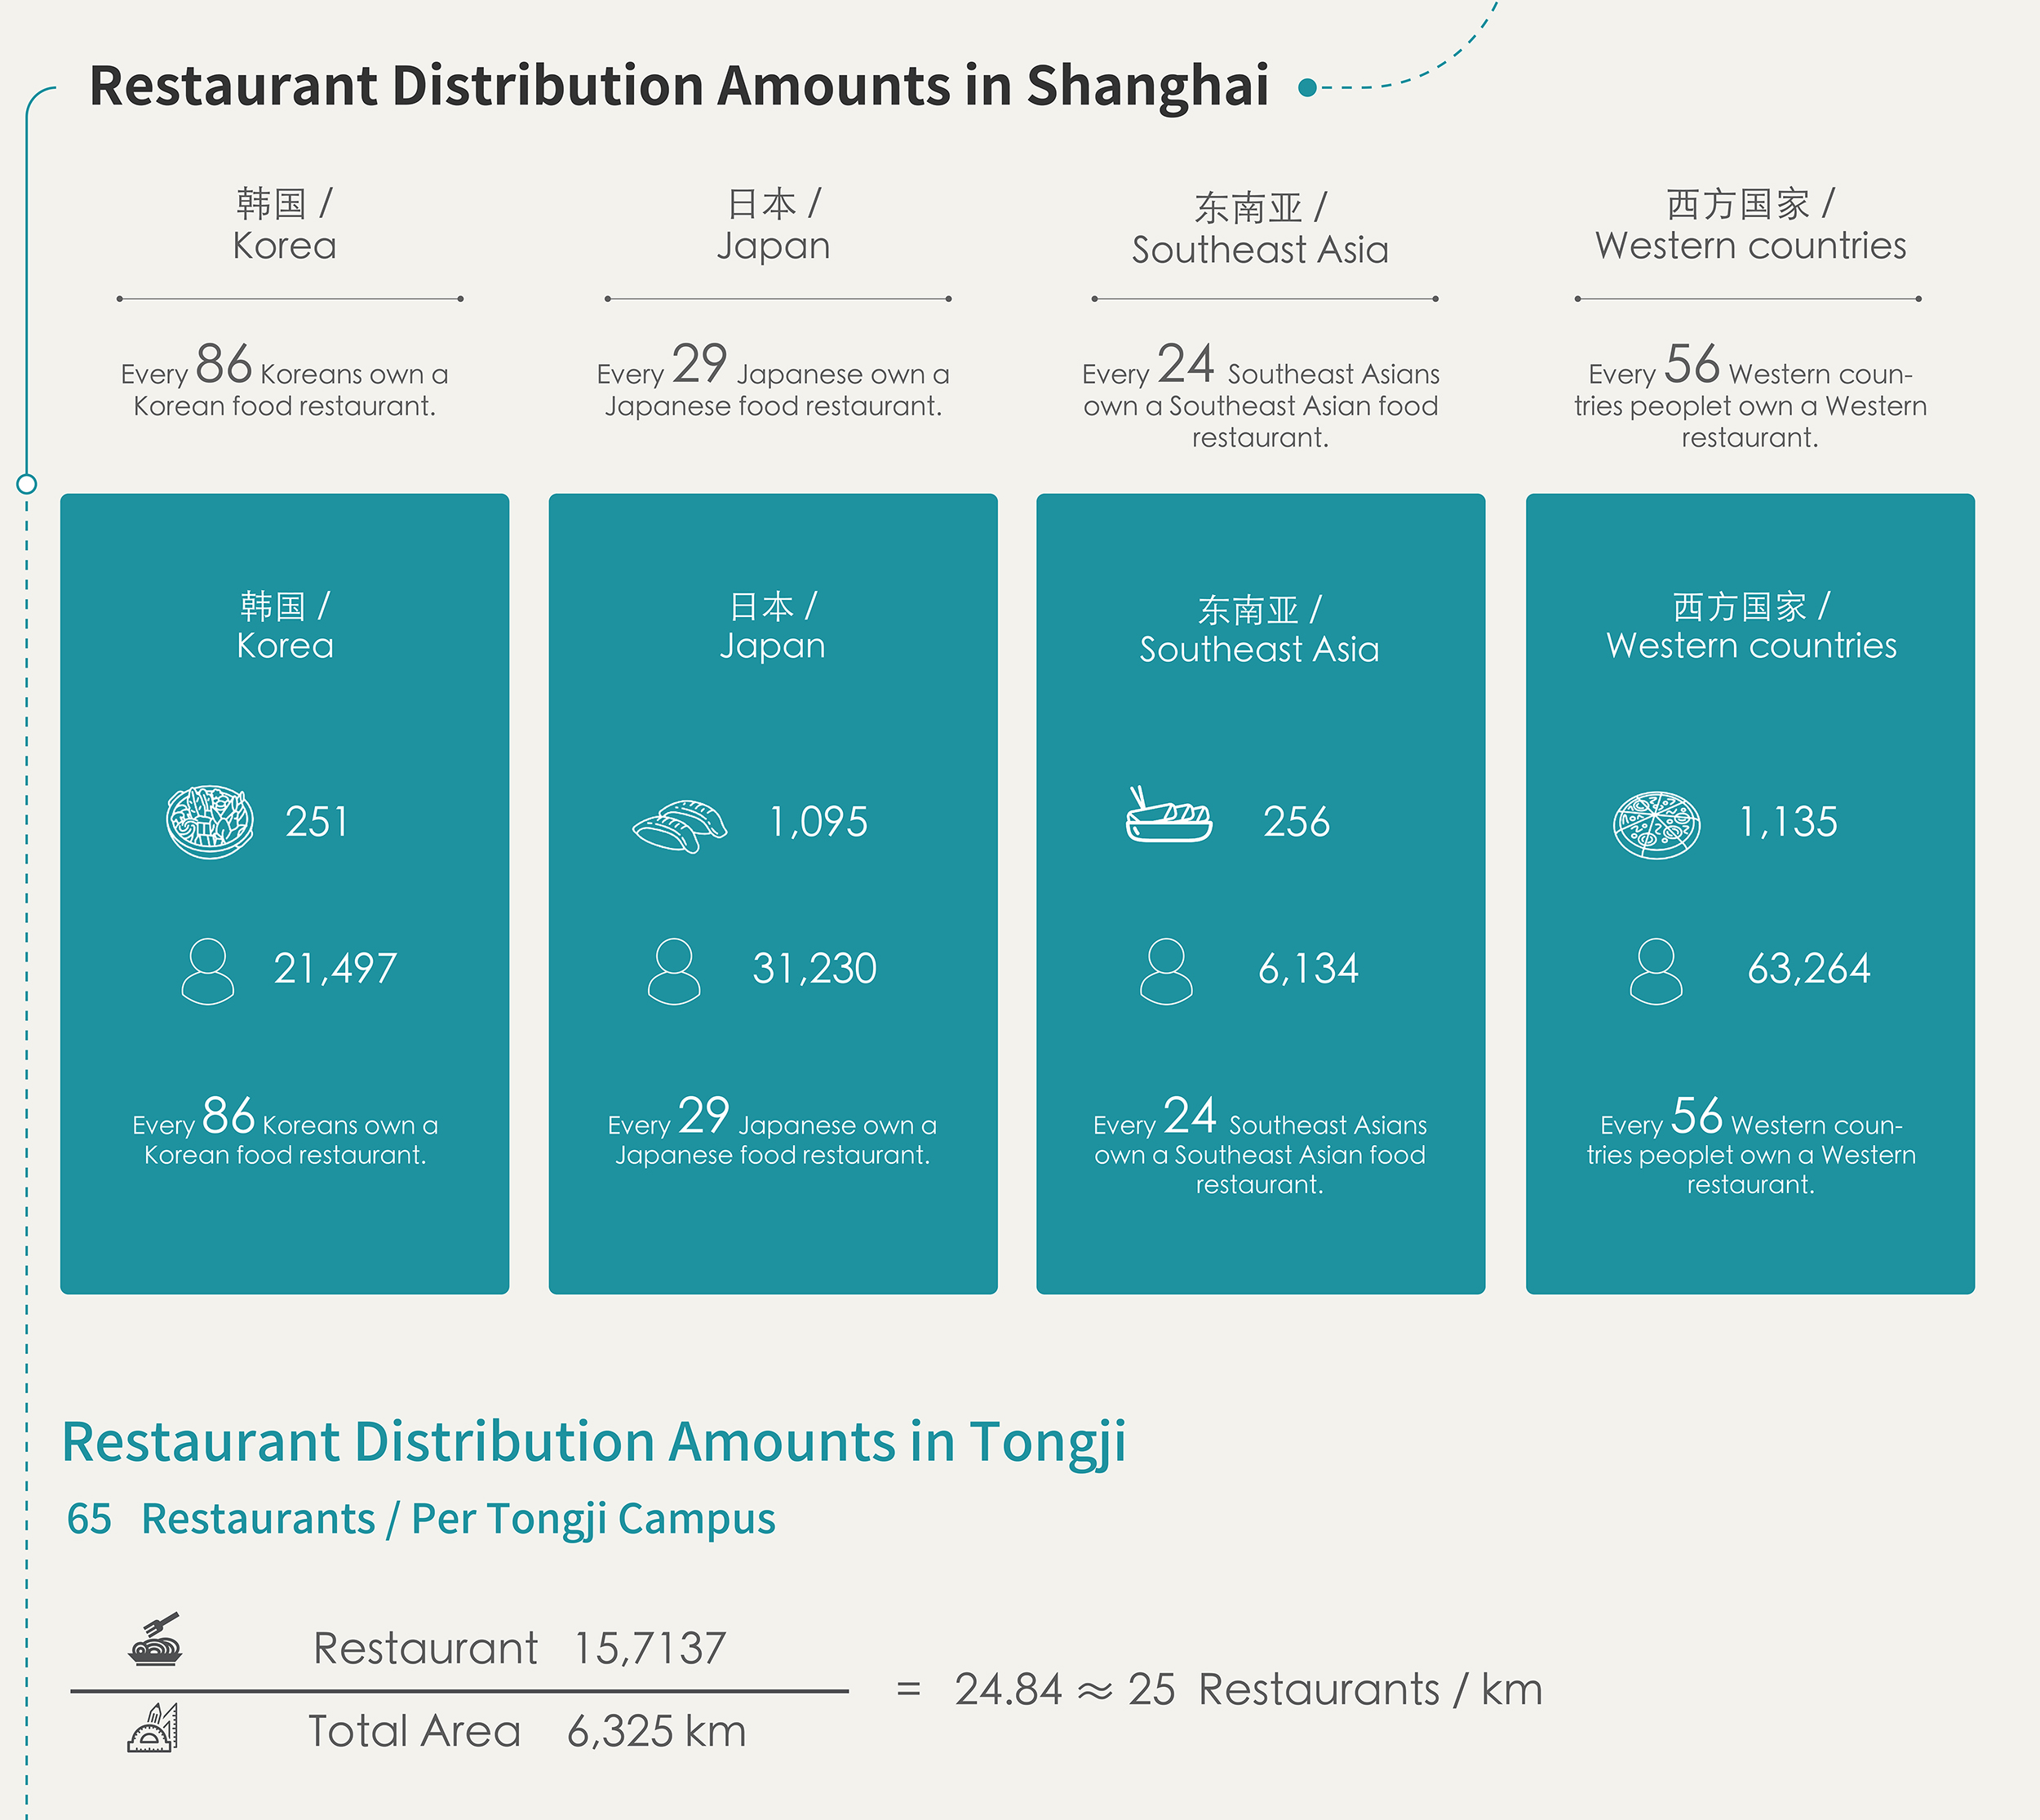 Restaurant Distribution Amounts in Shanghai
韩国 /
Korea
Every 86 Koreans own a
Korean food restaurant.
日本 /
Japan
Every 29 Japanese own a
Japanese food restaurant.
东南亚 /
Southeast Asia
Every 24 Southeast Asians
own a Southeast Asian food
restaurant.
西方国家 /
Western countries
Every 56 Western coun-
tries peoplet own a Western
restaurant.
韩国 /
Korea
251
21,497
Every 86 Koreans own a
Korean food restaurant.
日本 /
Japan
1,095
31,230
Every 29 Japanese own a
Japanese food restaurant.
东南亚 /
Southeast Asia
256
6,134
Every 24 Southeast Asians
own a Southeast Asian food
restaurant.
西方国家 /
Western countries
1,135
63,264
Every 56 Western coun-
tries peoplet own a Western
restaurant.
Restaurant Distribution Amounts in Tongji
65 Restaurants / Per Tongji Campus
Restaurant 15,7137
Total Area 6,325 km
= 24.84 ≈ 25 Restaurants / km